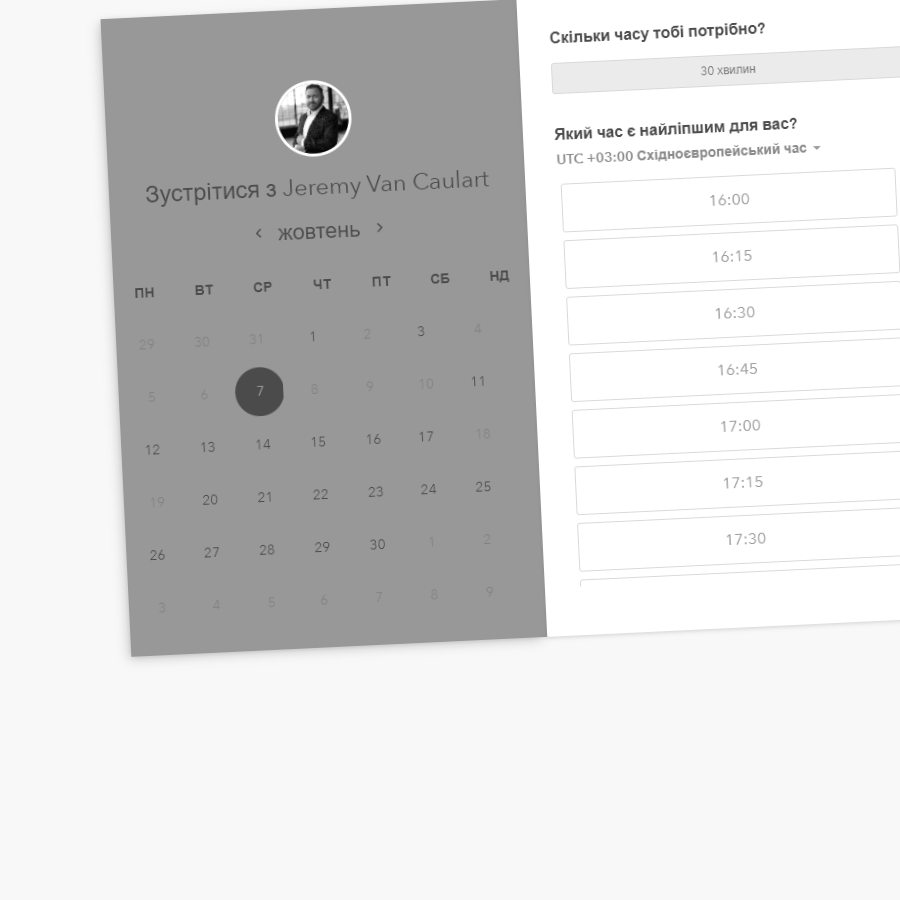 Зустрітися з Jeremy Van Caulart
‹ жовтень ›
ПН ВТ СР ЧТ ПТ СБ НД
29 30 31 1 2 3 4
5 6 7 8 9 10 11
12 13 14 15 16 17 18
19 20 21 22 23 24 25
26 27 28 29 30 1 2
3 4 5 6 7 8 9
Скільки часу тобі потрібно?
30 хвилин
Який час є найліпшим для вас?
UTC +03:00 Східноєвропейський час
16:00
16:15
16:30
16:45
17:00
17:15
17:30